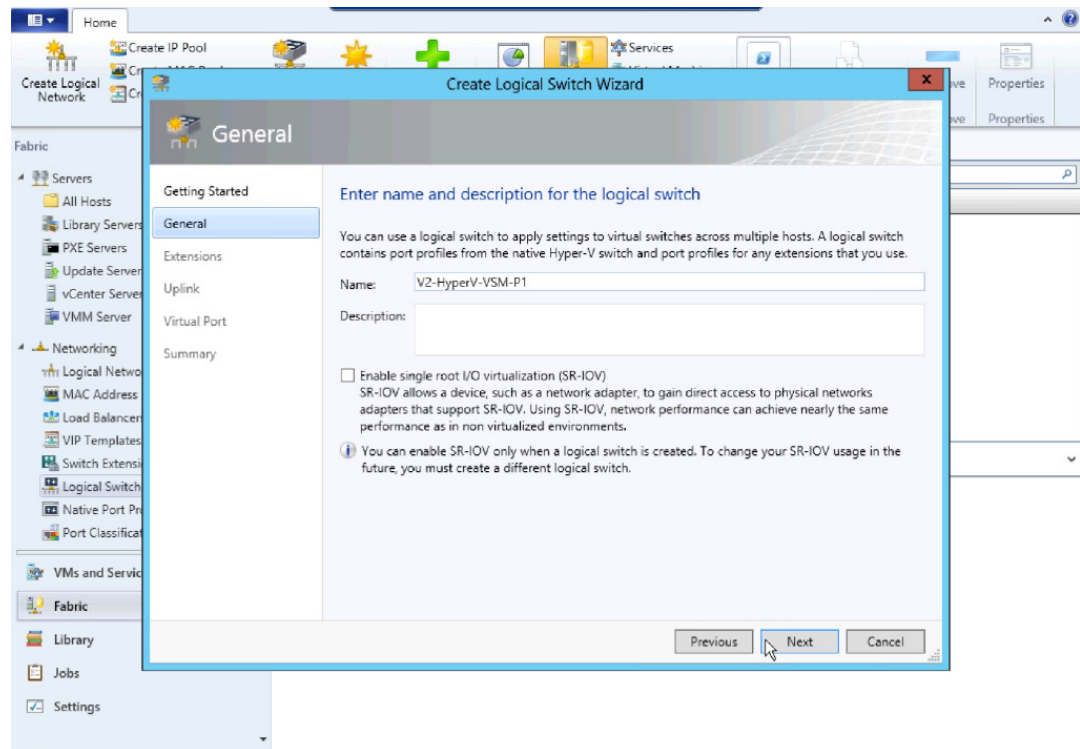 Home
Create IP Pool
Services
Create Logical Network
Properties
Properties
Create Logical Switch Wizard
x
General
Fabric
Servers
All Hosts
Library Servers
PXE Servers
Update Server
vCenter Server
VMM Server
Networking
Logical Netwo
MAC Address
Load Balancer
VIP Templates
Switch Extensi
Logical Switch
Native Port Pr
Port Classificat
VMs and Servic
Fabric
Library
Jobs
Settings
Getting Started
General
Extensions
Uplink
Virtual Port
Summary
Enter name and description for the logical switch
You can use a logical switch to apply settings to virtual switches across multiple hosts. A logical switch
contains port profiles from the native Hyper-V switch and port profiles for any extensions that you use.
Name: V2-HyperV-VSM-P1
Description:
Enable single root I/O virtualization (SR-IOV)
SR-IOV allows a device, such as a network adapter, to gain direct access to physical networks
adapters that support SR-IOV. Using SR-IOV, network performance can achieve nearly the same
performance as in non virtualized environments.
You can enable SR-IOV only when a logical switch is created. To change your SR-IOV usage in the
future, you must create a different logical switch.
Previous Next Cancel